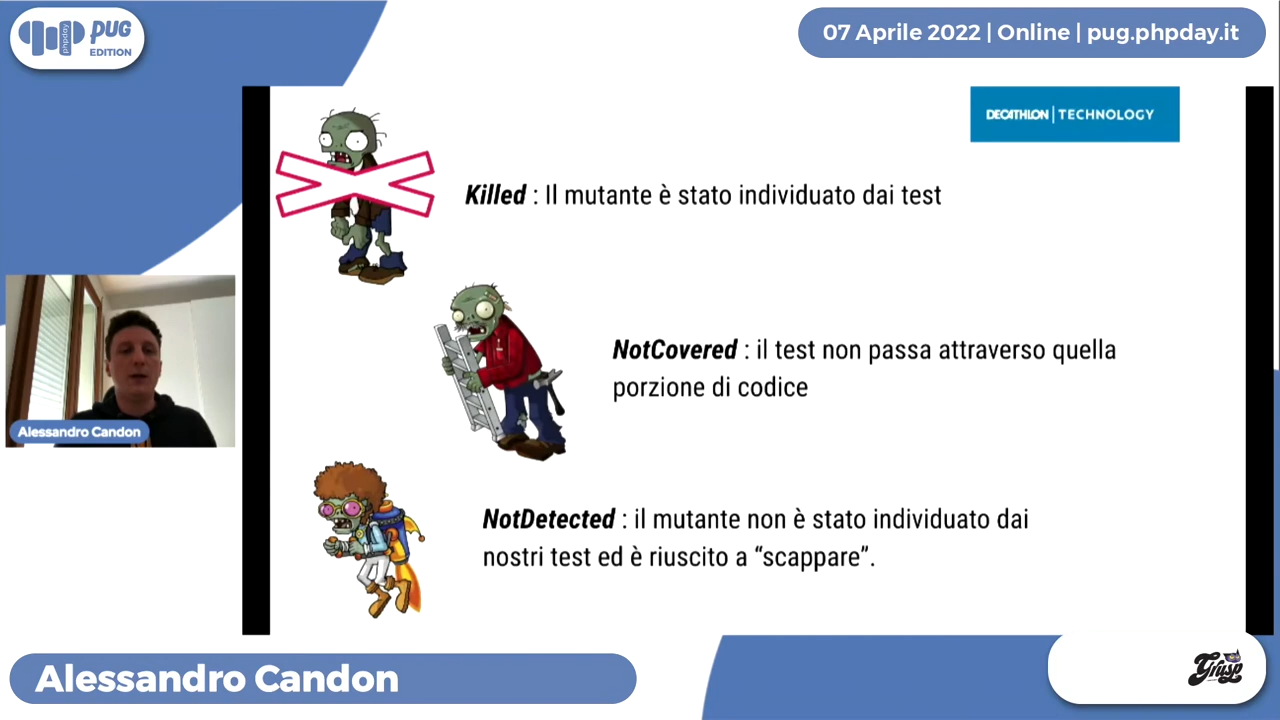 phpday
PUG
EDITION
07 Aprile 2022 | Online | pug.phpday.it
DECATHLON | TECHNOLOGY
Killed : Il mutante è stato individuato dai test
NotCovered : il test non passa attraverso quella
porzione di codice
NotDetected : il mutante non è stato individuato dai
nostri test ed è riuscito a “scappare”.
Alessandro Candon
Alessandro Candon
Grusp